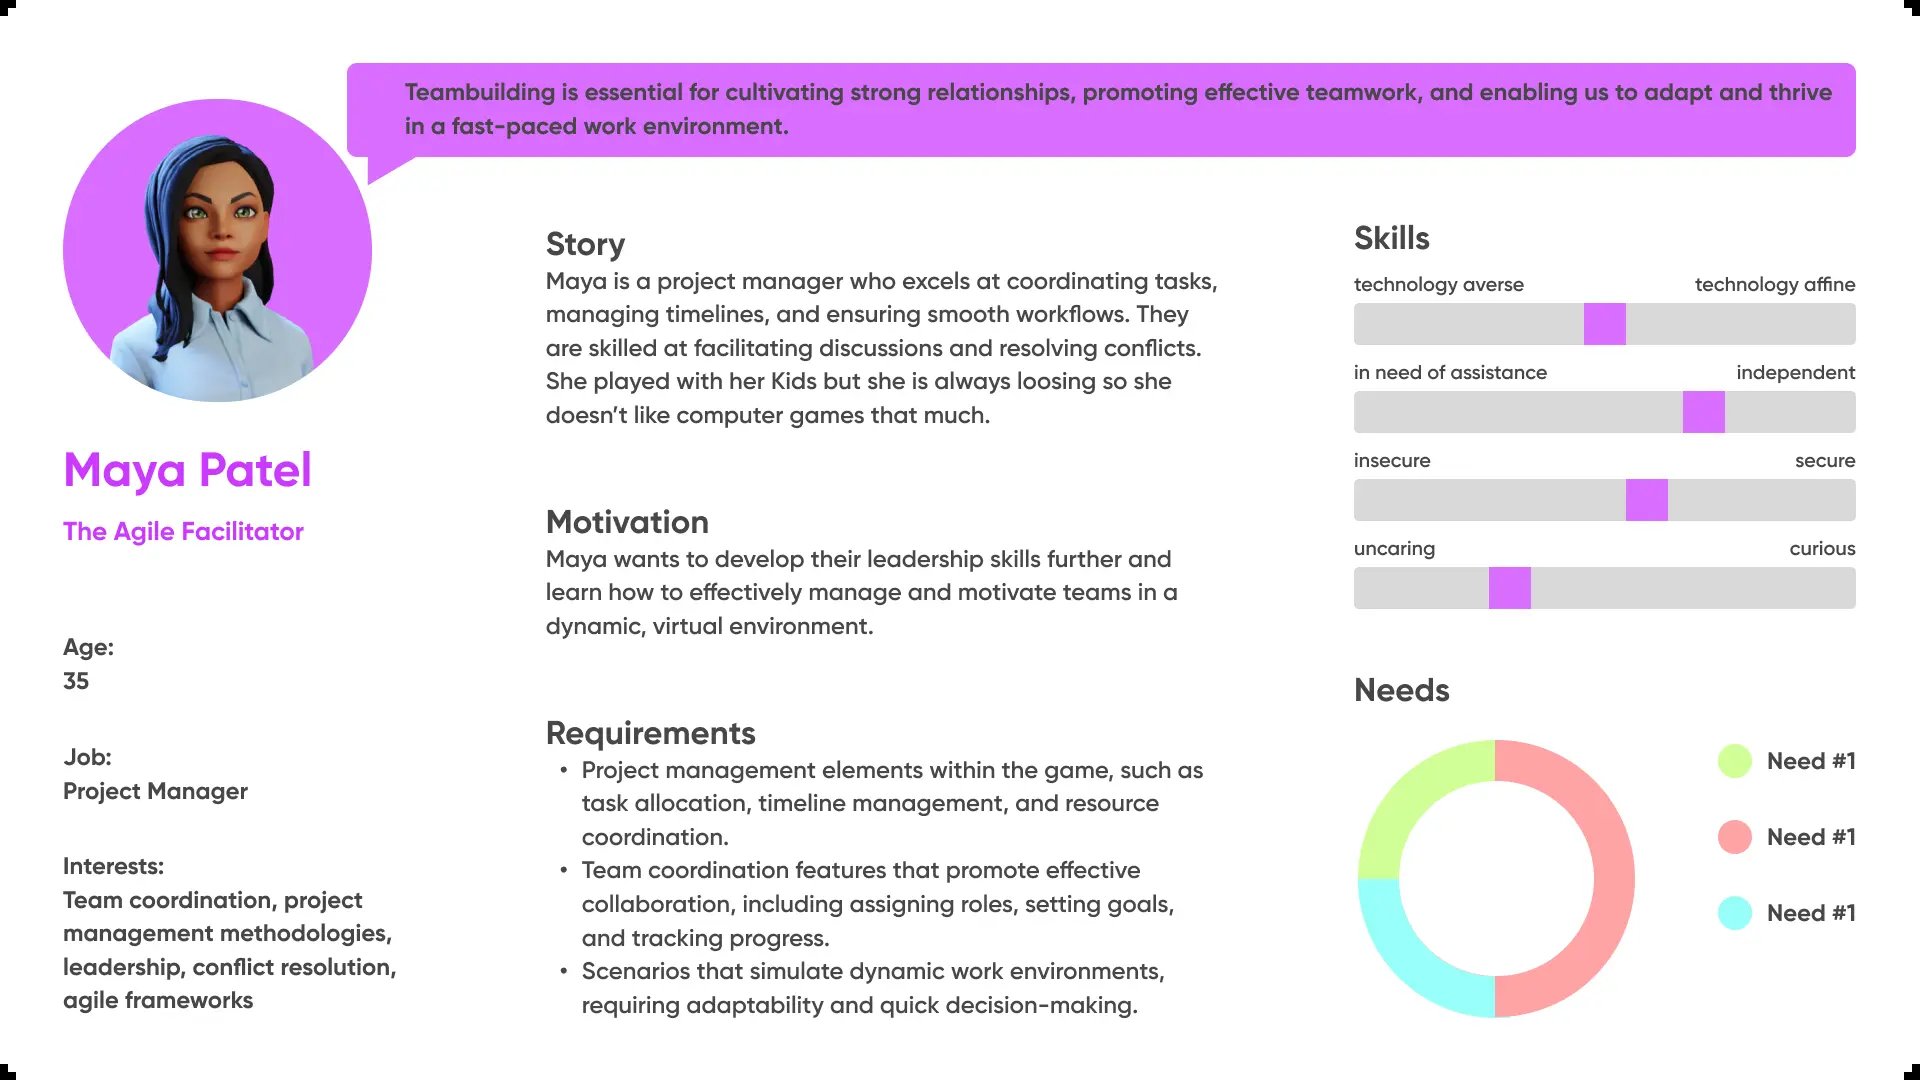 Teambuilding is essential for cultivating strong relationships, promoting effective teamwork, and enabling us to adapt and thrive
in a fast-paced work environment.
Maya Patel
The Agile Facilitator
Age:
35
Job:
Project Manager
Interests:
Team coordination, project
management methodologies,
leadership, conflict resolution,
agile frameworks
Story
Maya is a project manager who excels at coordinating tasks,
managing timelines, and ensuring smooth workflows. They
are skilled at facilitating discussions and resolving conflicts.
She played with her Kids but she is always loosing so she
doesn’t like computer games that much.
Motivation
Maya wants to develop their leadership skills further and
learn how to effectively manage and motivate teams in a
dynamic, virtual environment.
Requirements
• Project management elements within the game, such as
task allocation, timeline management, and resource
coordination.
• Team coordination features that promote effective
collaboration, including assigning roles, setting goals,
and tracking progress.
• Scenarios that simulate dynamic work environments,
requiring adaptability and quick decision-making.
Skills
technology averse technology affine
in need of assistance independent
insecure secure
uncaring curious
Needs
Need #1
Need #1
Need #1